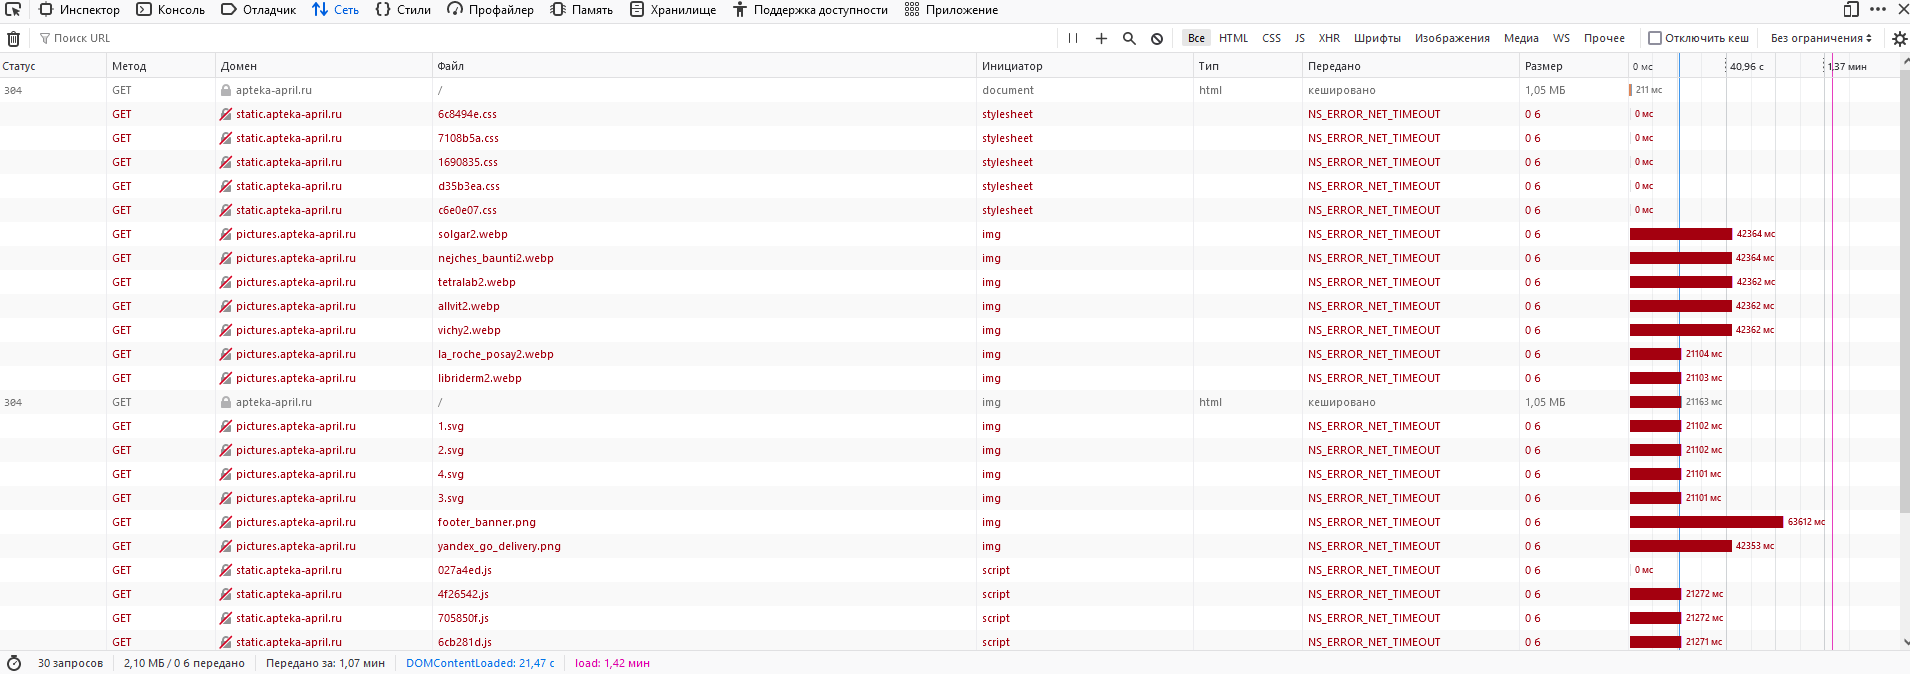 Инспектор Консоль Отладчик Сеть Стили Профайлер Память Хранилище Поддержка доступности Приложение
Поиск URL Все HTML CSS JS XHR Шрифты Изображения Медиа WS Прочее Отключить кеш Без ограничения
Статус Метод Домен Файл Инициатор Тип Передано Размер 0 мс 40,96 с 1,37 мин
304 GET apteka-april.ru / document html кешировано 1,05 МБ 211 мс
GET static.apteka-april.ru 6c8494e.css stylesheet NS_ERROR_NET_TIMEOUT 0 б 0 мс
GET static.apteka-april.ru 7108b5a.css stylesheet NS_ERROR_NET_TIMEOUT 0 б 0 мс
GET static.apteka-april.ru 1690835.css stylesheet NS_ERROR_NET_TIMEOUT 0 б 0 мс
GET static.apteka-april.ru d35b3ea.css stylesheet NS_ERROR_NET_TIMEOUT 0 б 0 мс
GET static.apteka-april.ru c6e0e07.css stylesheet NS_ERROR_NET_TIMEOUT 0 б 0 мс
GET pictures.apteka-april.ru solgar2.webp img NS_ERROR_NET_TIMEOUT 0 б 42364 мс
GET pictures.apteka-april.ru nejches_baunti2.webp img NS_ERROR_NET_TIMEOUT 0 б 42364 мс
GET pictures.apteka-april.ru tetralab2.webp img NS_ERROR_NET_TIMEOUT 0 б 42362 мс
GET pictures.apteka-april.ru allvit2.webp img NS_ERROR_NET_TIMEOUT 0 б 42362 мс
GET pictures.apteka-april.ru vichy2.webp img NS_ERROR_NET_TIMEOUT 0 б 42362 мс
GET pictures.apteka-april.ru la_roche_posay2.webp img NS_ERROR_NET_TIMEOUT 0 б 21104 мс
GET pictures.apteka-april.ru libriderm2.webp img NS_ERROR_NET_TIMEOUT 0 б 21103 мс
304 GET apteka-april.ru / img html кешировано 1,05 МБ 21163 мс
GET pictures.apteka-april.ru 1.svg img NS_ERROR_NET_TIMEOUT 0 б 21102 мс
GET pictures.apteka-april.ru 2.svg img NS_ERROR_NET_TIMEOUT 0 б 21102 мс
GET pictures.apteka-april.ru 4.svg img NS_ERROR_NET_TIMEOUT 0 б 21101 мс
GET pictures.apteka-april.ru 3.svg img NS_ERROR_NET_TIMEOUT 0 б 21101 мс
GET pictures.apteka-april.ru footer_banner.png img NS_ERROR_NET_TIMEOUT 0 б 63612 мс
GET pictures.apteka-april.ru yandex_go_delivery.png img NS_ERROR_NET_TIMEOUT 0 б 42353 мс
GET static.apteka-april.ru 027a4ed.js script NS_ERROR_NET_TIMEOUT 0 б 0 мс
GET static.apteka-april.ru 4f26542.js script NS_ERROR_NET_TIMEOUT 0 б 21272 мс
GET static.apteka-april.ru 705850f.js script NS_ERROR_NET_TIMEOUT 0 б 21272 мс
GET static.apteka-april.ru 6cb281d.js script NS_ERROR_NET_TIMEOUT 0 б 21271 мс
30 запросов 2,10 МБ / 0 б передано Передано за: 1,07 мин DOMContentLoaded: 21,47 с load: 1,42 мин